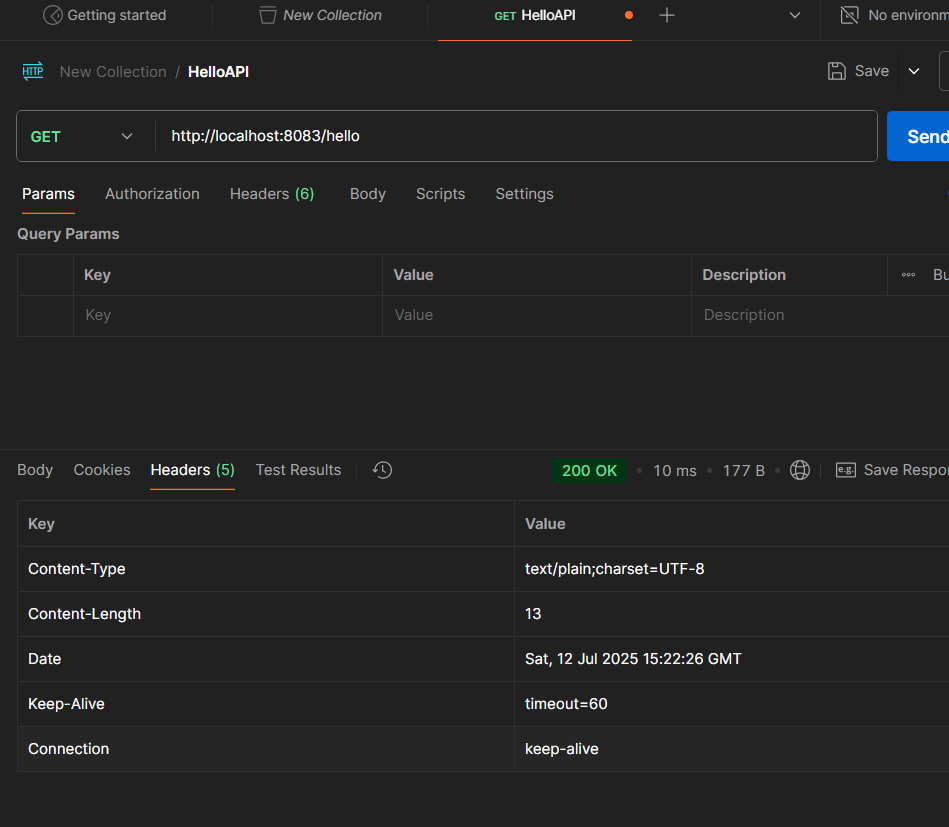 Getting started New Collection GET HelloAPI No environm
HTTP New Collection / HelloAPI Save
GET http://localhost:8083/hello Send
Params Authorization Headers (6) Body Scripts Settings
Query Params
Key Value Description Bu
Key Value Description
Body Cookies Headers (5) Test Results 200 OK 10 ms 177 B e.g. Save Respo
Key Value
Content-Type text/plain;charset=UTF-8
Content-Length 13
Date Sat, 12 Jul 2025 15:22:26 GMT
Keep-Alive timeout=60
Connection keep-alive